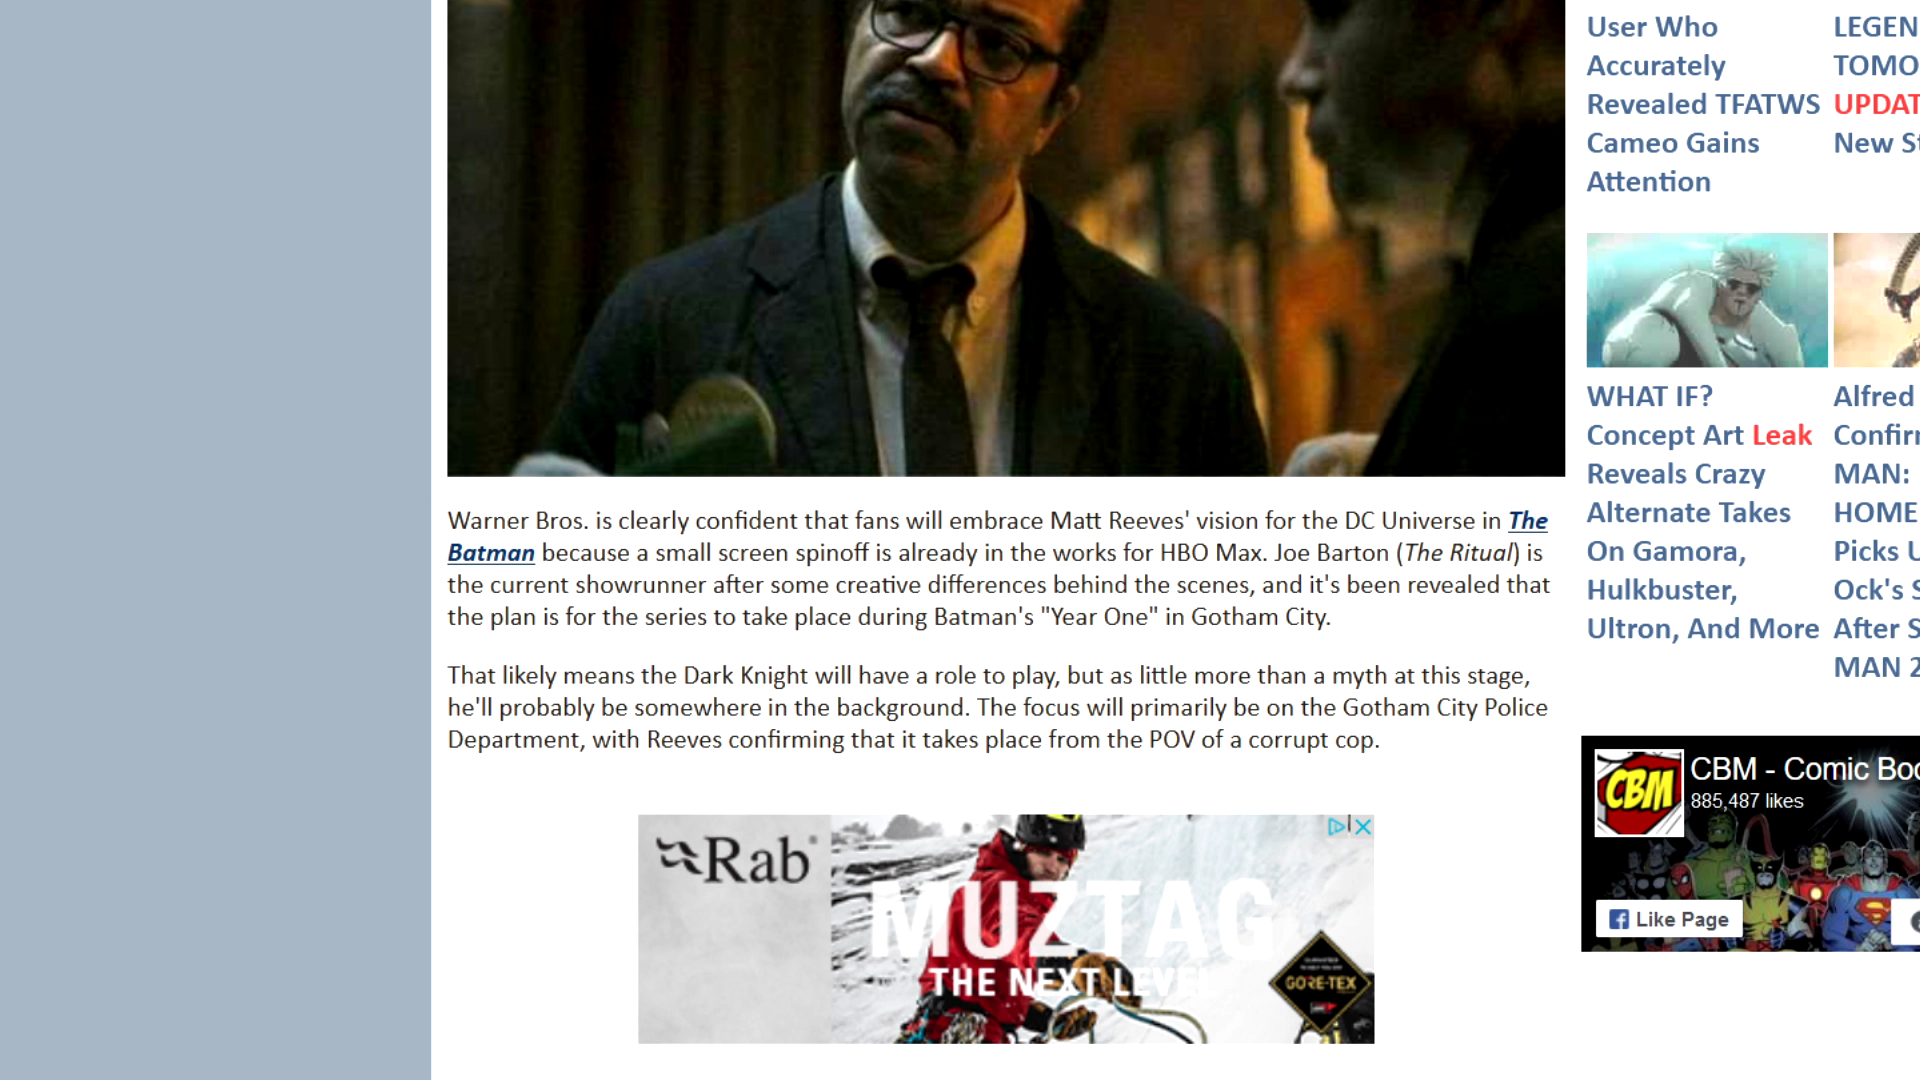 User Who
Accurately
Revealed TFATWS
Cameo Gains
Attention
LEGEN
TOMO
UPDAT
New St
WHAT IF?
Concept Art Leak
Reveals Crazy
Alternate Takes
On Gamora,
Hulkbuster,
Ultron, And More
Alfred
Confir
MAN:
HOME
Picks U
Ock's S
After S
MAN 2
Warner Bros. is clearly confident that fans will embrace Matt Reeves' vision for the DC Universe in The
Batman because a small screen spinoff is already in the works for HBO Max. Joe Barton (The Ritual) is
the current showrunner after some creative differences behind the scenes, and it's been revealed that
the plan is for the series to take place during Batman's "Year One" in Gotham City.
That likely means the Dark Knight will have a role to play, but as little more than a myth at this stage,
he'll probably be somewhere in the background. The focus will primarily be on the Gotham City Police
Department, with Reeves confirming that it takes place from the POV of a corrupt cop.
CBM
CBM - Comic Boo
885,487 likes
Like Page
Rab
MUZTAG
THE NEXT LEVEL
GORE-TEX